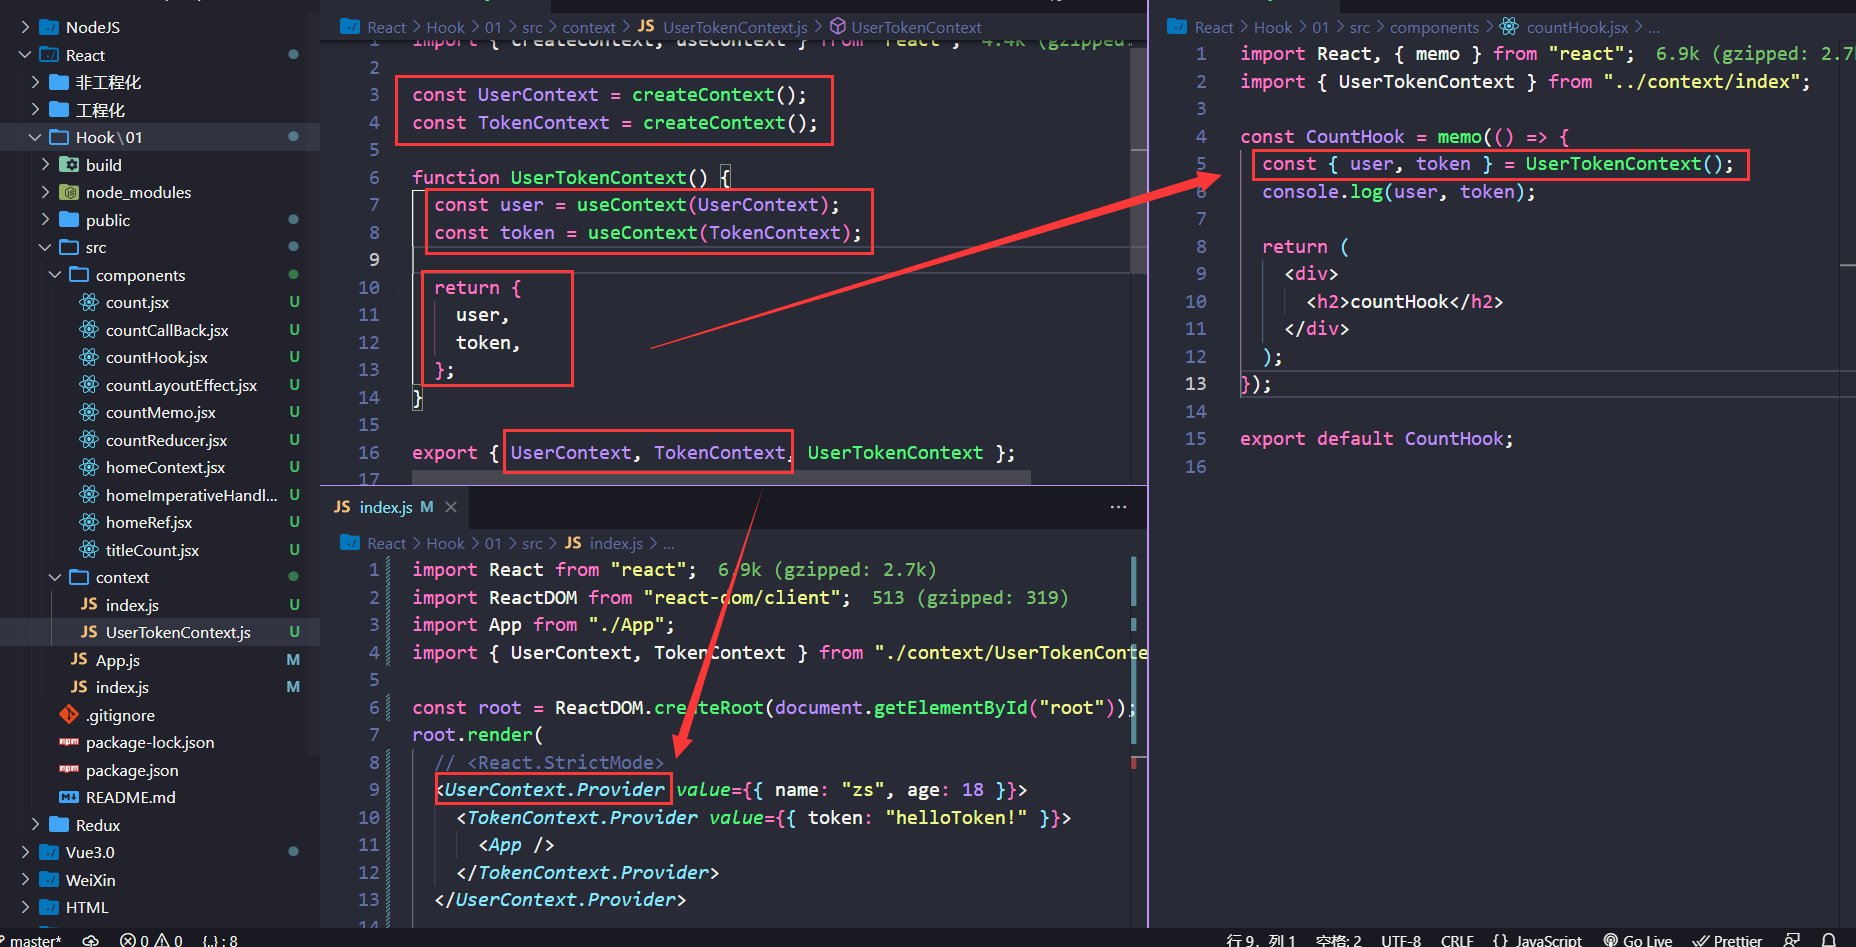 NodeJS
React
非工程化
工程化
Hook\01
build
node_modules
public
src
components
count.jsx U
countCallBack.jsx U
countHook.jsx U
countLayoutEffect.jsx U
countMemo.jsx U
countReducer.jsx U
homeContext.jsx U
homeImperativeHandl... U
homeRef.jsx U
titleCount.jsx U
context
JS index.js U
JS UserTokenContext.js U
JS App.js M
JS index.js M
.gitignore
package-lock.json
package.json
README.md
Redux
Vue3.0
WeiXin
HTML
React > Hook > 01 > src > context > JS UserTokenContext.js > UserTokenContext
1 import { createContext, useContext } from "react"; 4.4k (gzipped:
2
3 const UserContext = createContext();
4 const TokenContext = createContext();
5
6 function UserTokenContext() {
7 const user = useContext(UserContext);
8 const token = useContext(TokenContext);
9
10 return {
11 user,
12 token,
13 };
14 }
15
16 export { UserContext, TokenContext, UserTokenContext };
17
JS index.js M ×
React > Hook > 01 > src > JS index.js > ...
1 import React from "react"; 6.9k (gzipped: 2.7k)
2 import ReactDOM from "react-dom/client"; 513 (gzipped: 319)
3 import App from "./App";
4 import { UserContext, TokenContext } from "./context/UserTokenConte
5
6 const root = ReactDOM.createRoot(document.getElementById("root"));
7 root.render(
8 // <React.StrictMode>
9 <UserContext.Provider value={{ name: "zs", age: 18 }}>
10 <TokenContext.Provider value={{ token: "helloToken!" }}>
11 <App />
12 </TokenContext.Provider>
13 </UserContext.Provider>
14
React > Hook > 01 > src > components > countHook.jsx > ...
1 import React, { memo } from "react"; 6.9k (gzipped: 2.7
2 import { UserTokenContext } from "../context/index";
3
4 const CountHook = memo(() => {
5 const { user, token } = UserTokenContext();
6 console.log(user, token);
7
8 return (
9 <div>
10 <h2>countHook</h2>
11 </div>
12 );
13 });
14
15 export default CountHook;
16
master* 0 0 {..} : 8 行 9，列 1 空格: 2 UTF-8 CRLF {} JavaScript Go Live Prettier